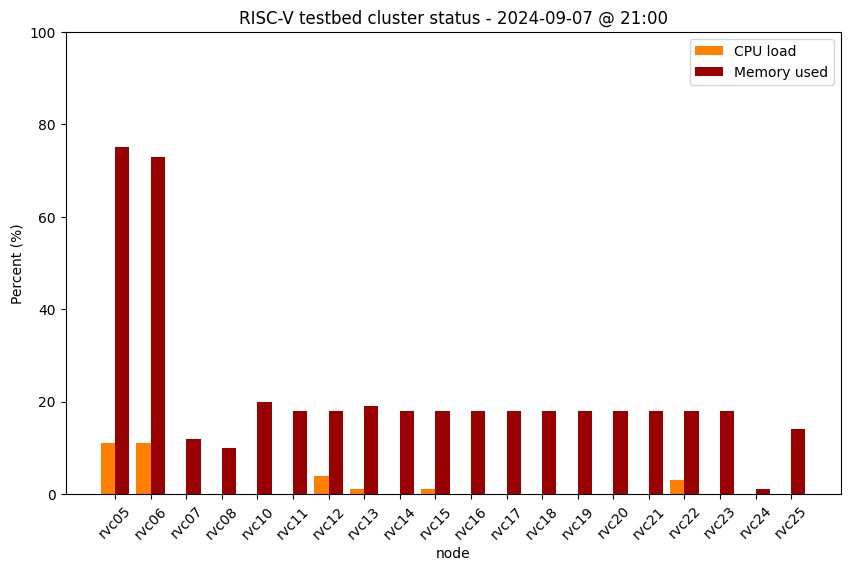 RISC-V testbed cluster status - 2024-09-07 @ 21:00
CPU load
Memory used
Percent (%)
100
80
60
40
20
0
rvc05 rvc06 rvc07 rvc08 rvc10 rvc11 rvc12 rvc13 rvc14 rvc15 rvc16 rvc17 rvc18 rvc19 rvc20 rvc21 rvc22 rvc23 rvc24 rvc25
node